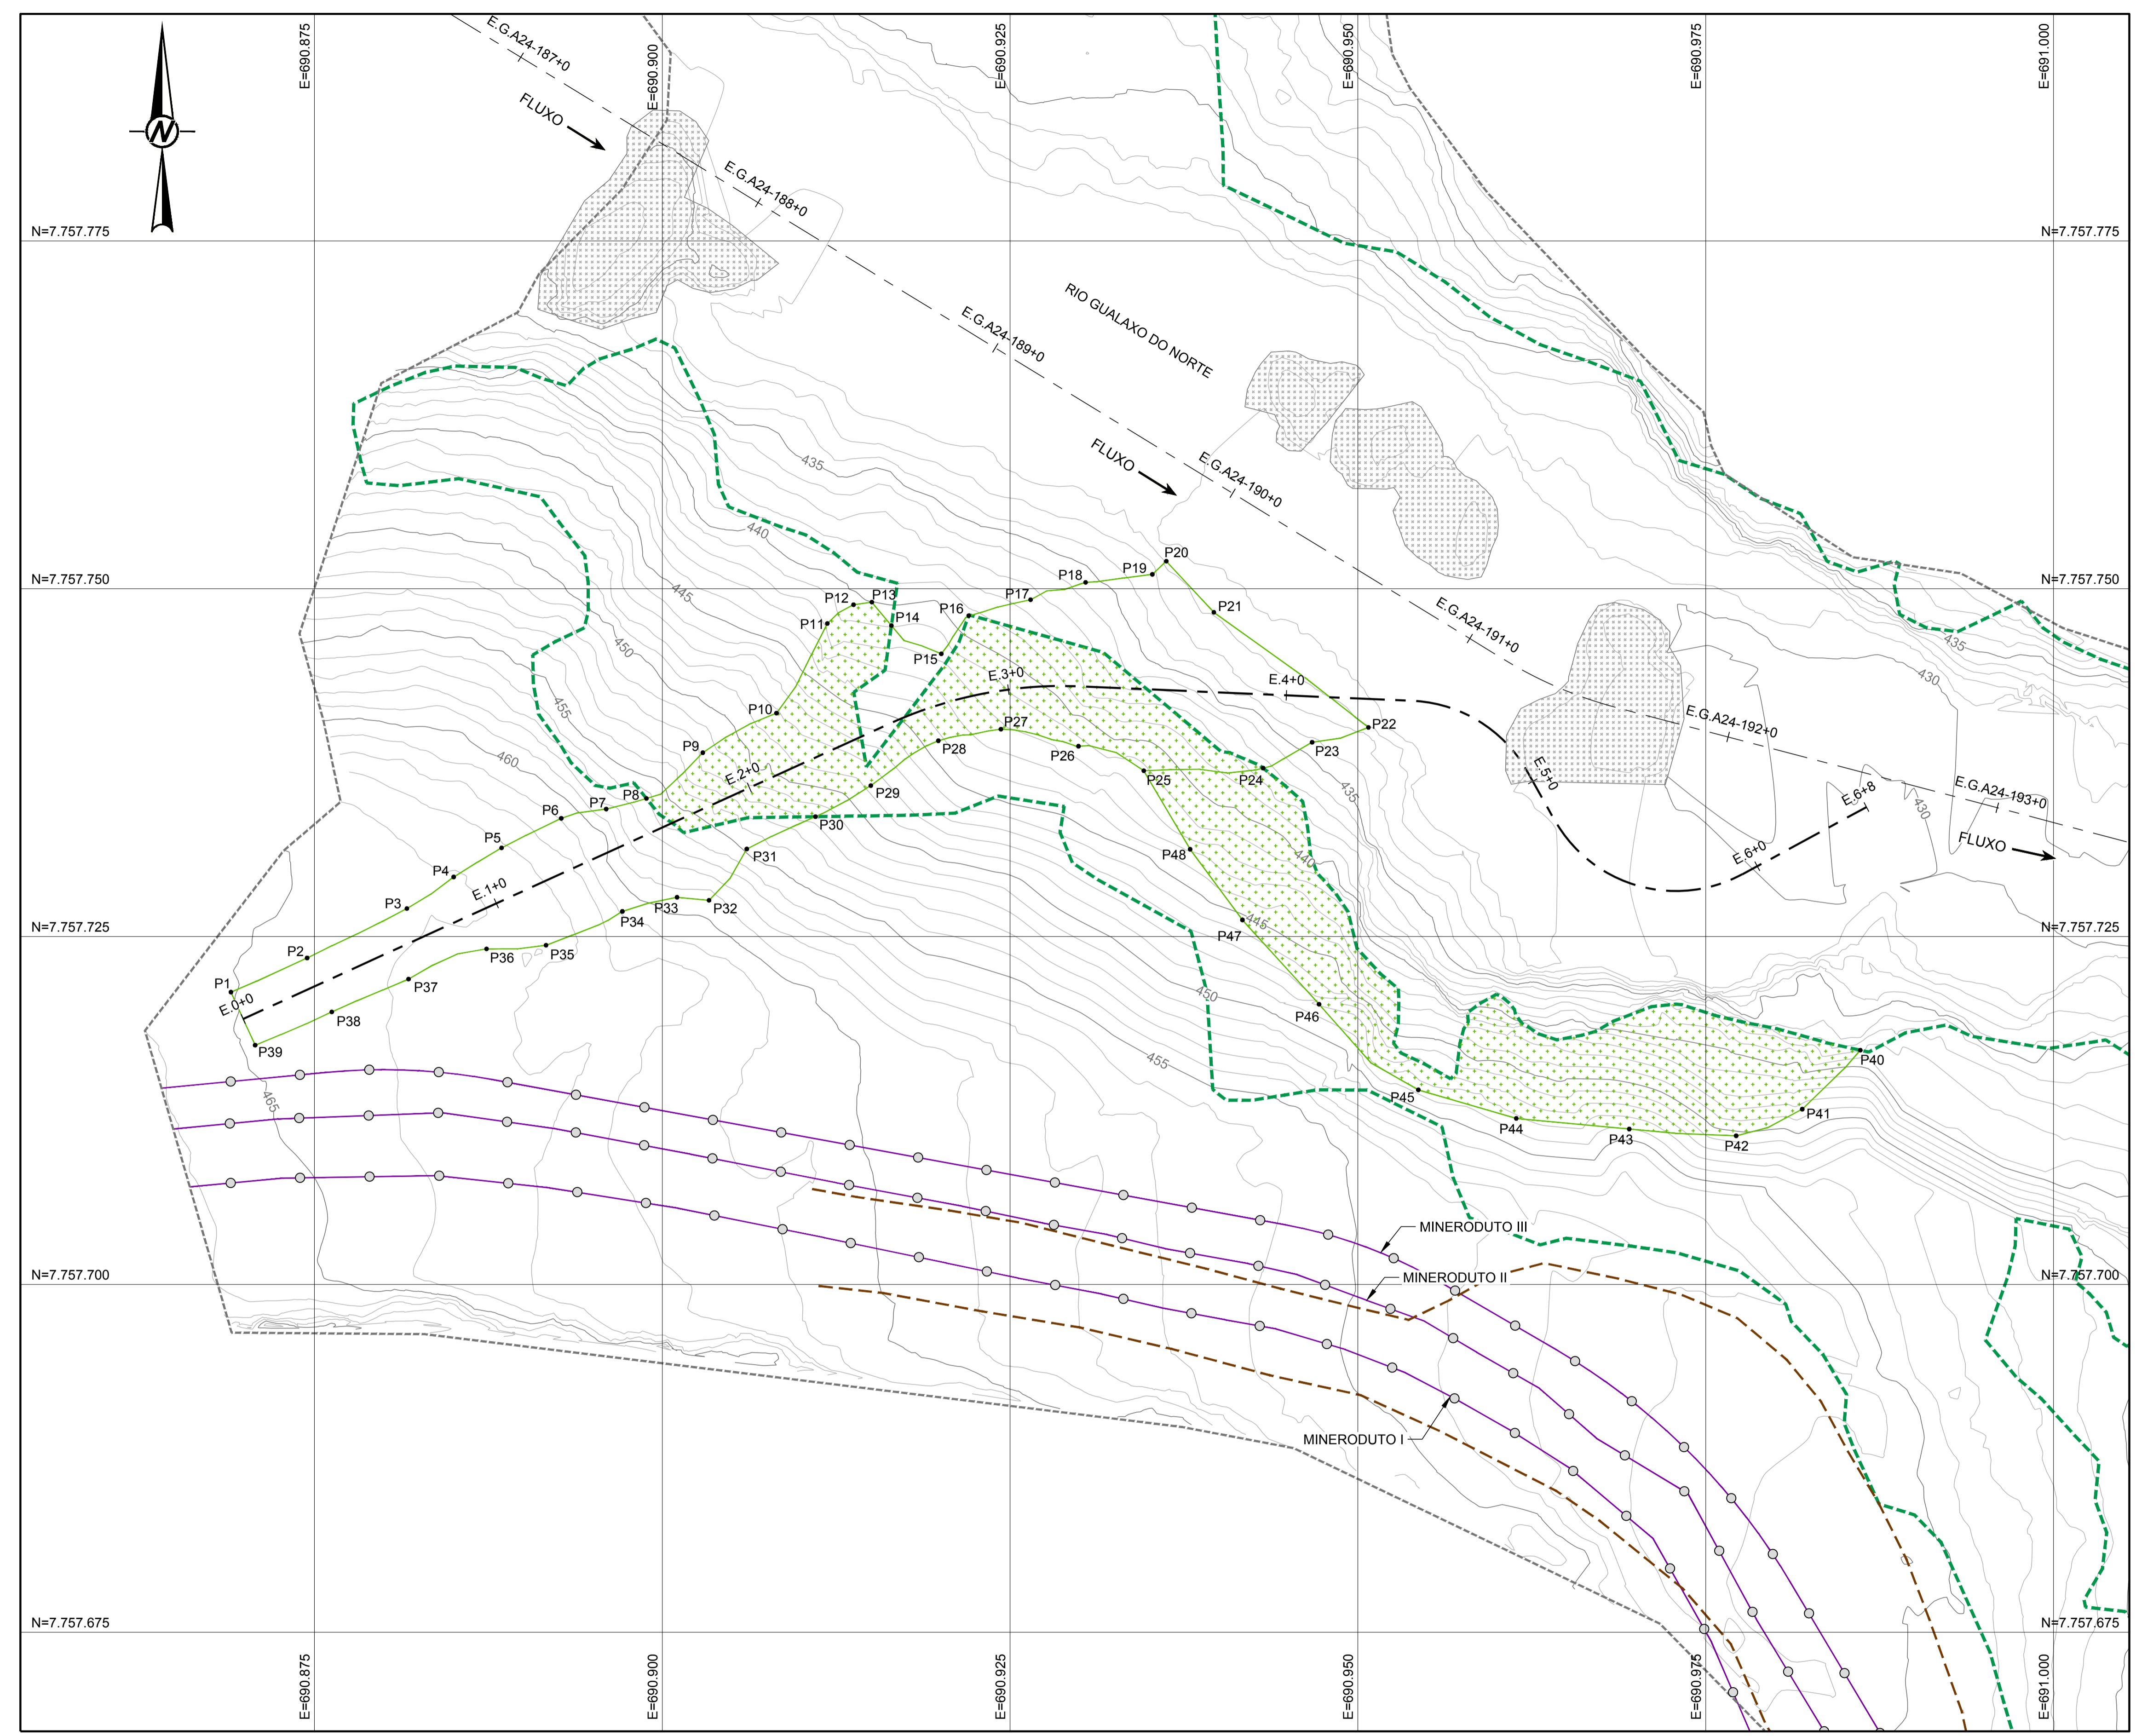 E=690.875
E=690.900
E=690.925
E=690.950
E=690.975
E=691.000
E.G.A24-187+0
FLUXO
N
E.G.A24-188+0
N=7.757.775
N=7.757.775
RIO GUALAXO DO NORTE
E.G.A24-189+0
435
FLUXO
E.G.A24-190+0
440
N=7.757.750
N=7.757.750
P20
P19
P18
P17
P16
P12
P13
P14
P11
P21
445
E.G.A24-191+0
435
450
P15
430
E.3+0
E.4+0
455
P10
P27
P22
E.G.A24-192+0
P9
P28
P26
P23
460
E.2+0
P25
P24
E.5+0
P8
P7
P29
435
E.6+8
430
E.G.A24-193+0
P6
P30
P5
P31
P48
440
E.6+0
FLUXO
P4
E.1+0
P3
P33
P32
P34
445
P47
N=7.757.725
N=7.757.725
P2
P36
P35
P1
P37
450
E.0+0
P38
P46
P39
455
P40
465
P45
P41
P44
P43
P42
MINERODUTO III
N=7.757.700
MINERODUTO II
N=7.757.700
MINERODUTO I
N=7.757.675
N=7.757.675
E=690.875
E=690.900
E=690.925
E=690.950
E=690.975
E=691.000